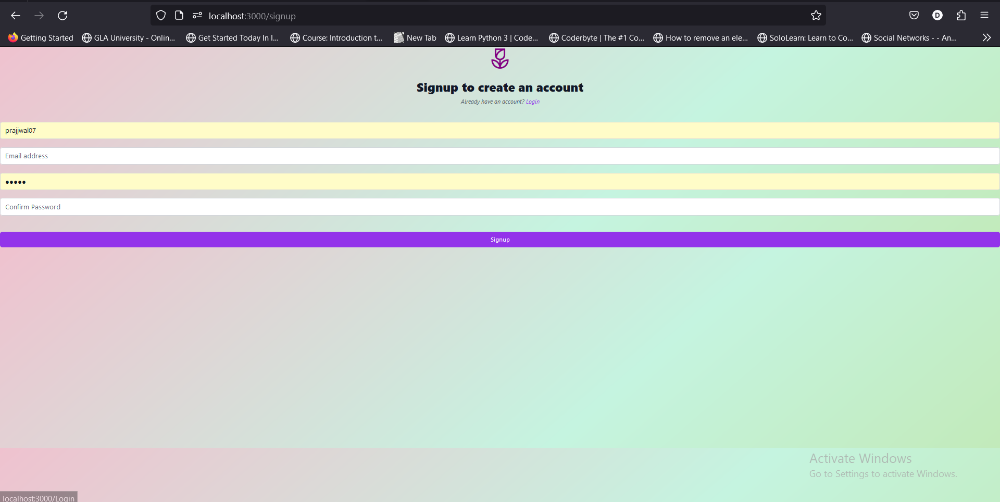 localhost:3000/signup
D
Getting Started
GLA University - Onlin...
Get Started Today In I...
Course: Introduction t...
New Tab
Learn Python 3 | Code...
Coderbyte | The #1 Co...
How to remove an ele...
SoloLearn: Learn to Co...
Social Networks - - An...
Signup to create an account
Already have an account? Login
prajjwal07
Email address
•••••
Confirm Password
Signup
Activate Windows
Go to Settings to activate Windows.
localhost:3000/Login